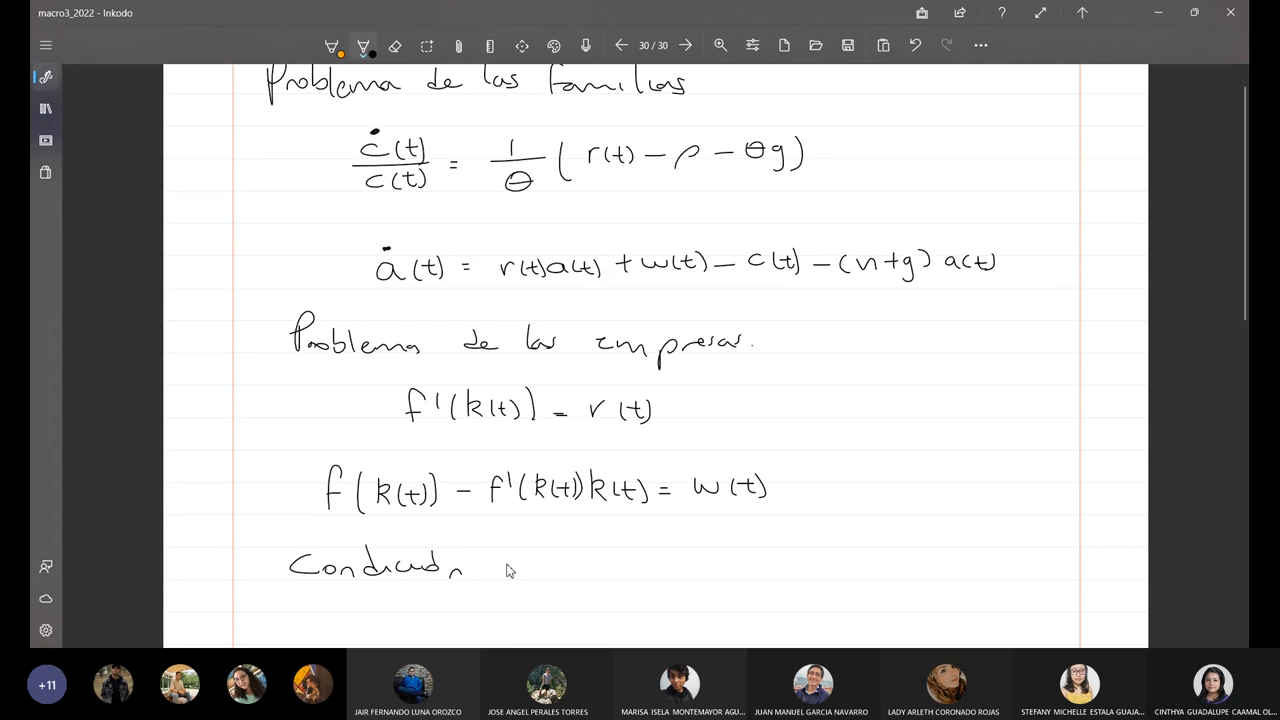 macro3_2022 - Inkodo
30 / 30
Problema de las familias
ċ(t)/c(t) = 1/θ ( r(t) - ρ - θg )
ȧ(t) = r(t)a(t) + w(t) - c(t) - (n+g) a(t)
Problema de las empresas.
f'(k(t)) = r(t)
f(k(t)) - f'(k(t))k(t) = w(t)
+11
JAIR FERNANDO LUNA OROZCO
JOSE ANGEL PERALES TORRES
MARISA ISELA MONTEMAYOR AGU...
JUAN MANUEL GARCIA NAVARRO
LADY ARLETH CORONADO ROJAS
STEFANY MICHELLE ESTALA GUAJA...
CINTHYA GUADALUPE CAAMAL OL...